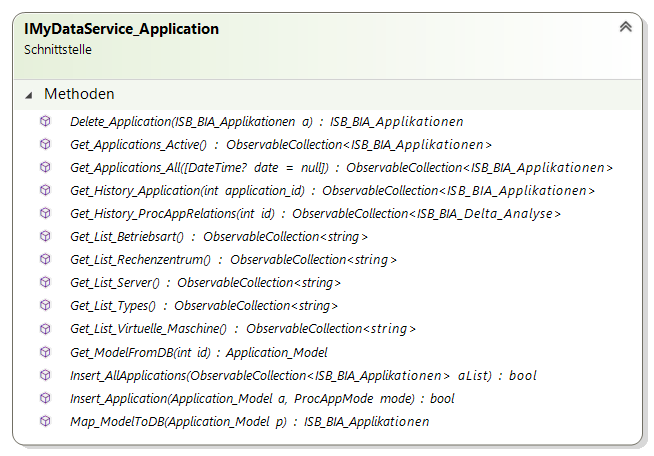 IMyDataService_Application
Schnittstelle
Methoden
Delete_Application(ISB_BIA_Applikationen a) : ISB_BIA_Applikationen
Get_Applications_Active() : ObservableCollection<ISB_BIA_Applikationen>
Get_Applications_All([DateTime? date = null]) : ObservableCollection<ISB_BIA_Applikationen>
Get_History_Application(int application_id) : ObservableCollection<ISB_BIA_Applikationen>
Get_History_ProcAppRelations(int id) : ObservableCollection<ISB_BIA_Delta_Analyse>
Get_List_Betriebsart() : ObservableCollection<string>
Get_List_Rechenzentrum() : ObservableCollection<string>
Get_List_Server() : ObservableCollection<string>
Get_List_Types() : ObservableCollection<string>
Get_List_Virtuelle_Maschine() : ObservableCollection<string>
Get_ModelFromDB(int id) : Application_Model
Insert_AllApplications(ObservableCollection<ISB_BIA_Applikationen> aList) : bool
Insert_Application(Application_Model a, ProcAppMode mode) : bool
Map_ModelToDB(Application_Model p) : ISB_BIA_Applikationen